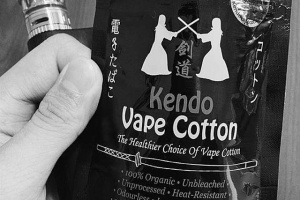 電子たばこ
コットン
剣道
Kendo
Vape Cotton
The Healthier Choice Of Vape Cotton
• 100% Organic • Unbleached •
Unprocessed • Heat-Resistant •
Odourless •